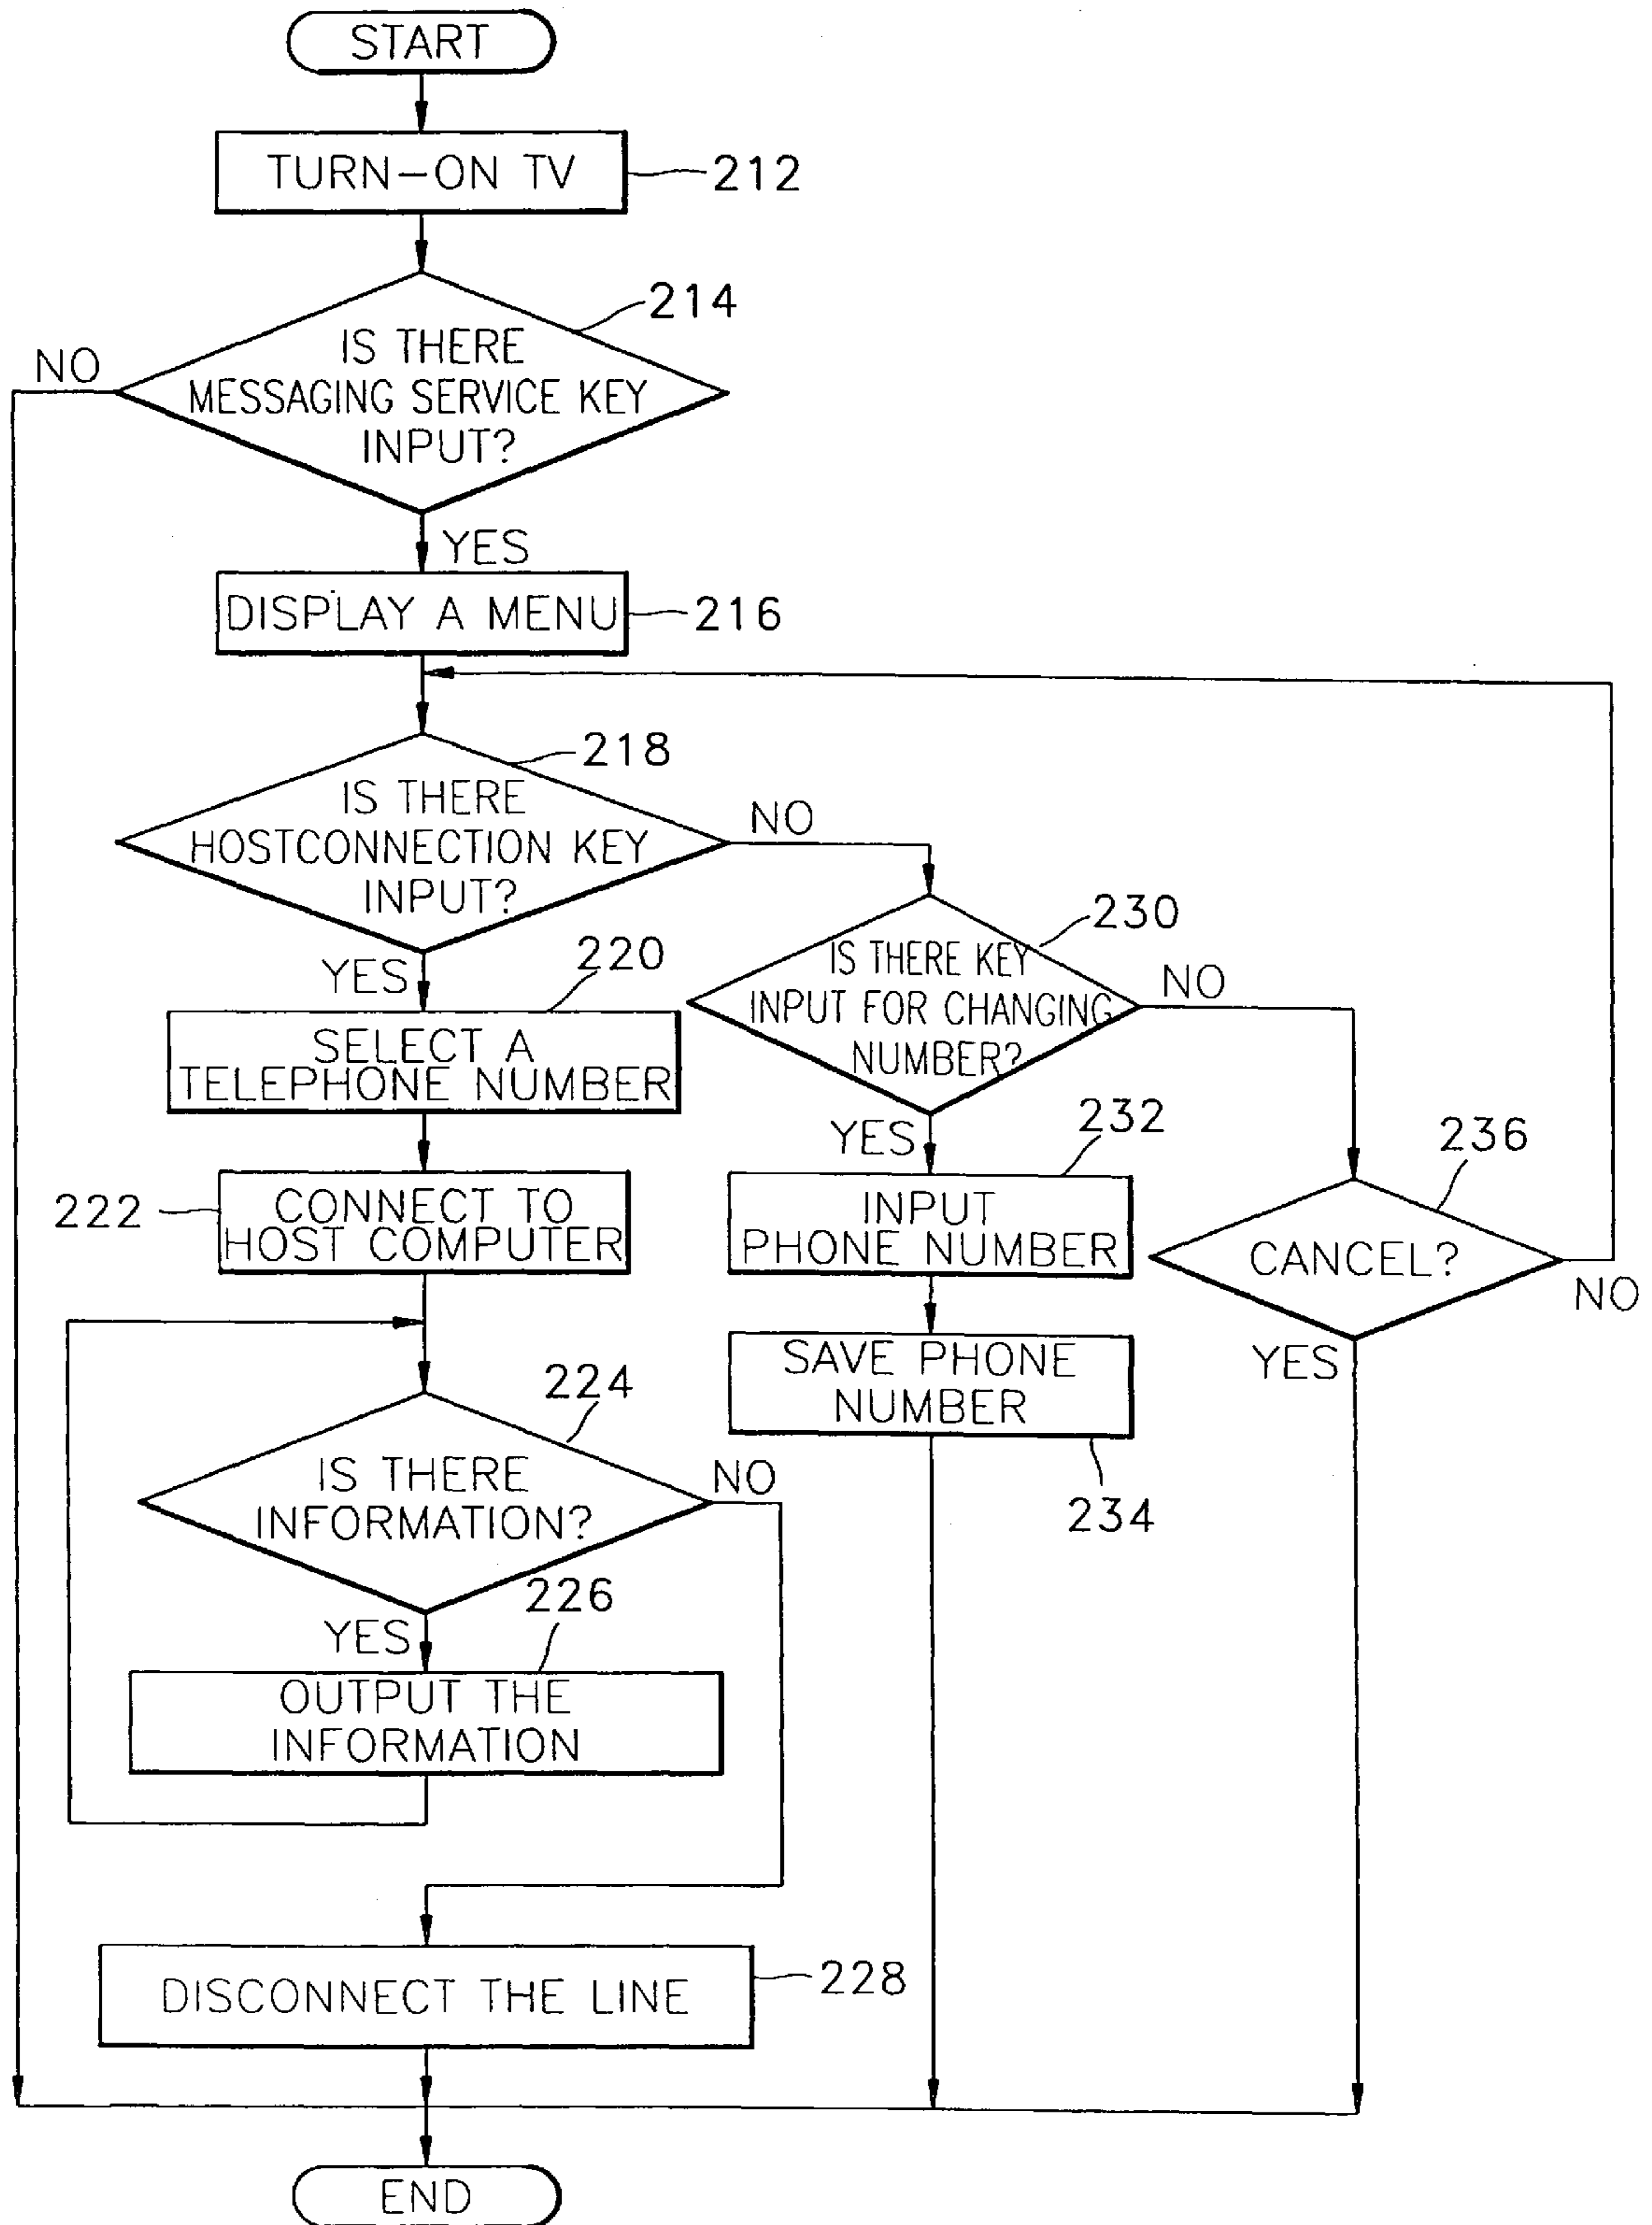 START
TURN-ON TV
212
214
IS THERE
MESSAGING SERVICE KEY
INPUT?
NO
YES
DISPLAY A MENU
216
218
IS THERE
HOSTCONNECTION KEY
INPUT?
NO
YES
220
SELECT A
TELEPHONE NUMBER
230
IS THERE KEY
INPUT FOR CHANGING
NUMBER?
NO
YES
222
CONNECT TO
HOST COMPUTER
232
INPUT
PHONE NUMBER
236
CANCEL?
NO
YES
SAVE PHONE
NUMBER
234
224
IS THERE
INFORMATION?
NO
YES
226
OUTPUT THE
INFORMATION
DISCONNECT THE LINE
228
END